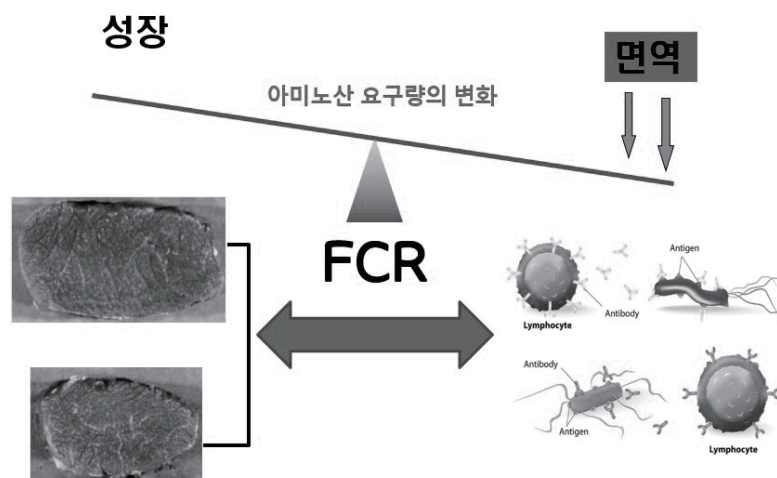 성장
면역
아미노산 요구량의 변화
FCR
Antigen
Antibody
Lymphocyte
Antibody
Antigen
Lymphocyte